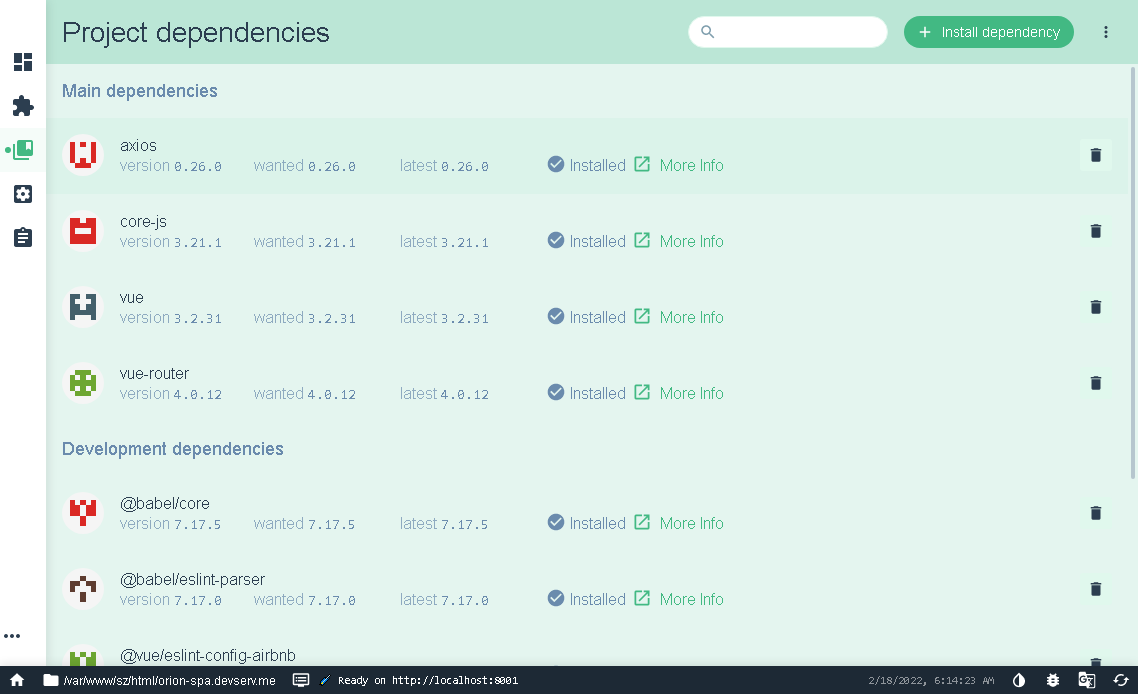 Project dependencies
+ Install dependency
Main dependencies
axios
version 0.26.0 wanted 0.26.0 latest 0.26.0 Installed More Info
core-js
version 3.21.1 wanted 3.21.1 latest 3.21.1 Installed More Info
vue
version 3.2.31 wanted 3.2.31 latest 3.2.31 Installed More Info
vue-router
version 4.0.12 wanted 4.0.12 latest 4.0.12 Installed More Info
Development dependencies
@babel/core
version 7.17.5 wanted 7.17.5 latest 7.17.5 Installed More Info
@babel/eslint-parser
version 7.17.0 wanted 7.17.0 latest 7.17.0 Installed More Info
@vue/eslint-config-airbnb
/var/www/sz/html/orion-spa.devserv.me Ready on http://localhost:8001 2/18/2022, 6:14:23 AM